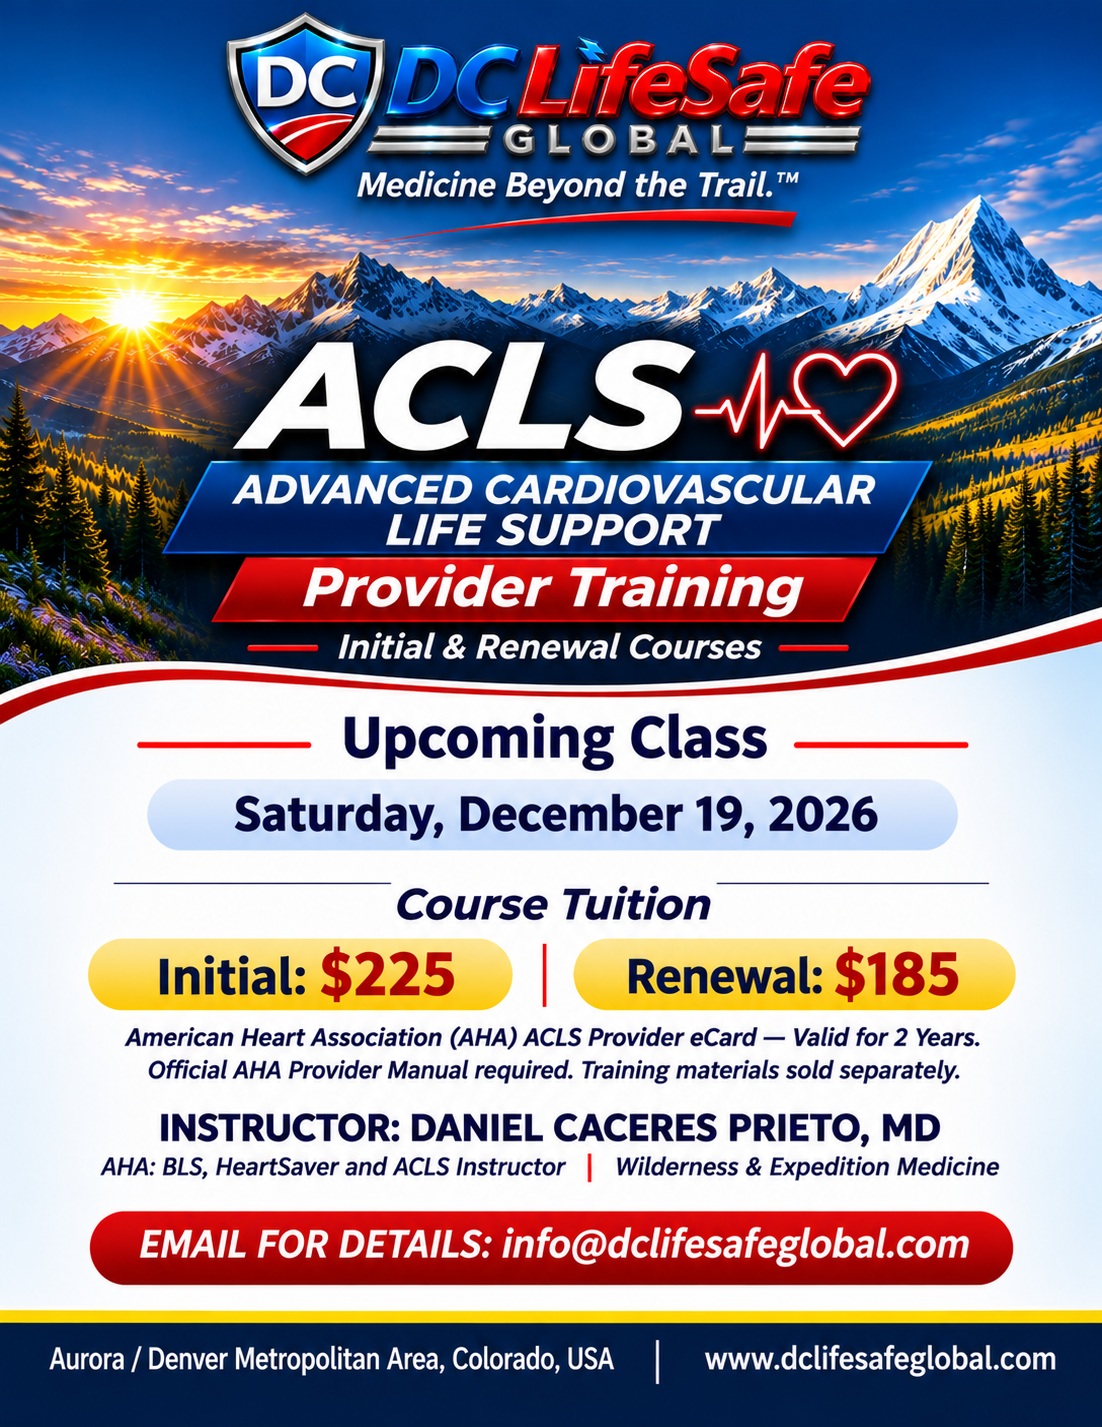 DC
DC LifeSafe
GLOBAL
Medicine Beyond the Trail.™
ACLS
ADVANCED CARDIOVASCULAR
LIFE SUPPORT
Provider Training
Initial & Renewal Courses
Upcoming Class
Saturday, December 19, 2026
Course Tuition
Initial: $225
Renewal: $185
American Heart Association (AHA) ACLS Provider eCard — Valid for 2 Years.
Official AHA Provider Manual required. Training materials sold separately.
INSTRUCTOR: DANIEL CACERES PRIETO, MD
AHA: BLS, HeartSaver and ACLS Instructor | Wilderness & Expedition Medicine
EMAIL FOR DETAILS: info@dclifesafeglobal.com
Aurora / Denver Metropolitan Area, Colorado, USA | www.dclifesafeglobal.com